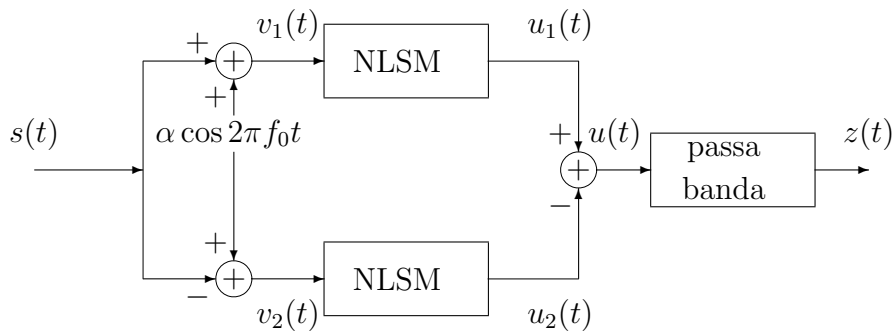 v₁(t)
u₁(t)
+
+
NLSM
+
s(t)
α cos 2πf₀t
+
u(t)
passa
banda
z(t)
+
−
+
+
NLSM
−
v₂(t)
u₂(t)